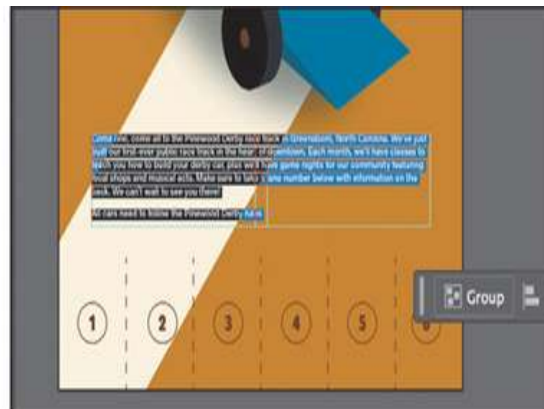 Come one, come all to the Pinewood Derby race track in Greensboro, North Carolina. We've just
built our first-ever public race track in the heart of downtown. Each month, we'll have classes to
teach you how to build your derby car, plus we'll have game nights for our community featuring
local shops and musical acts. Make sure to take a lane number below with information on the
back. We can't wait to see you there!
All cars need to follow the Pinewood Derby
1 2 3 4 5 6
Group